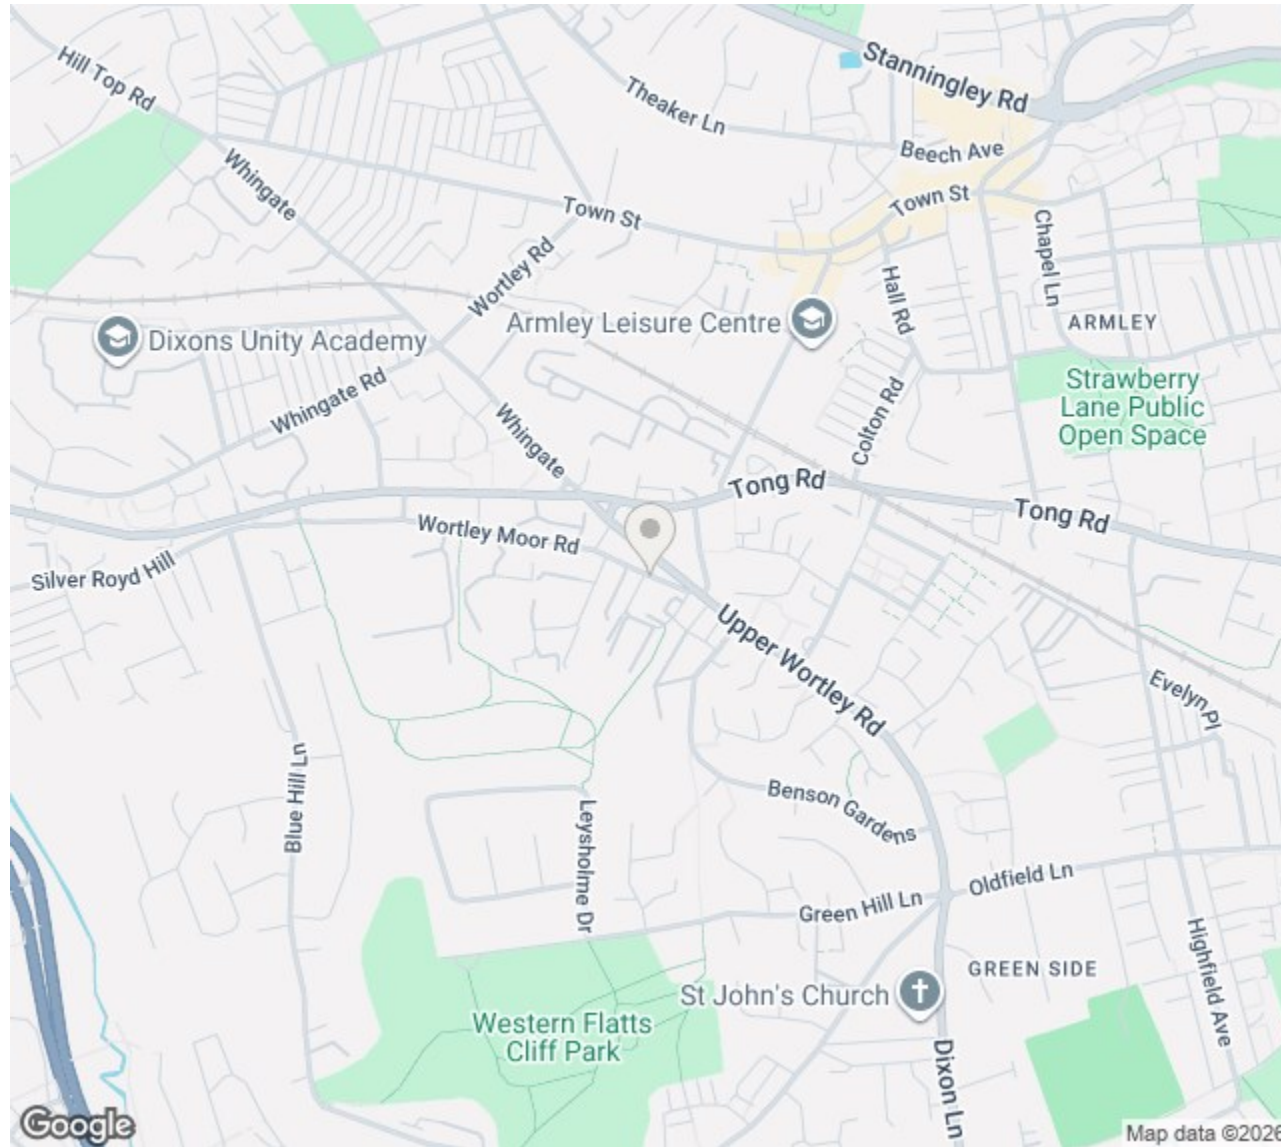 Stanningley Rd
Hill Top Rd
Theaker Ln
Beech Ave
Whingate
Town St
Town St
Chapel Ln
Wortley Rd
Hall Rd
Armley Leisure Centre
ARMLEY
Dixons Unity Academy
Strawberry
Lane Public
Open Space
Whingate Rd
Colton Rd
Whingate
Tong Rd
Tong Rd
Wortley Moor Rd
Silver Royd Hill
Upper Wortley Rd
Evelyn Pl
Blue Hill Ln
Benson Gardens
Leysholme Dr
Oldfield Ln
Green Hill Ln
Highfield Ave
GREEN SIDE
St John's Church
Western Flatts
Cliff Park
Dixon Ln
Google
Map data ©2026